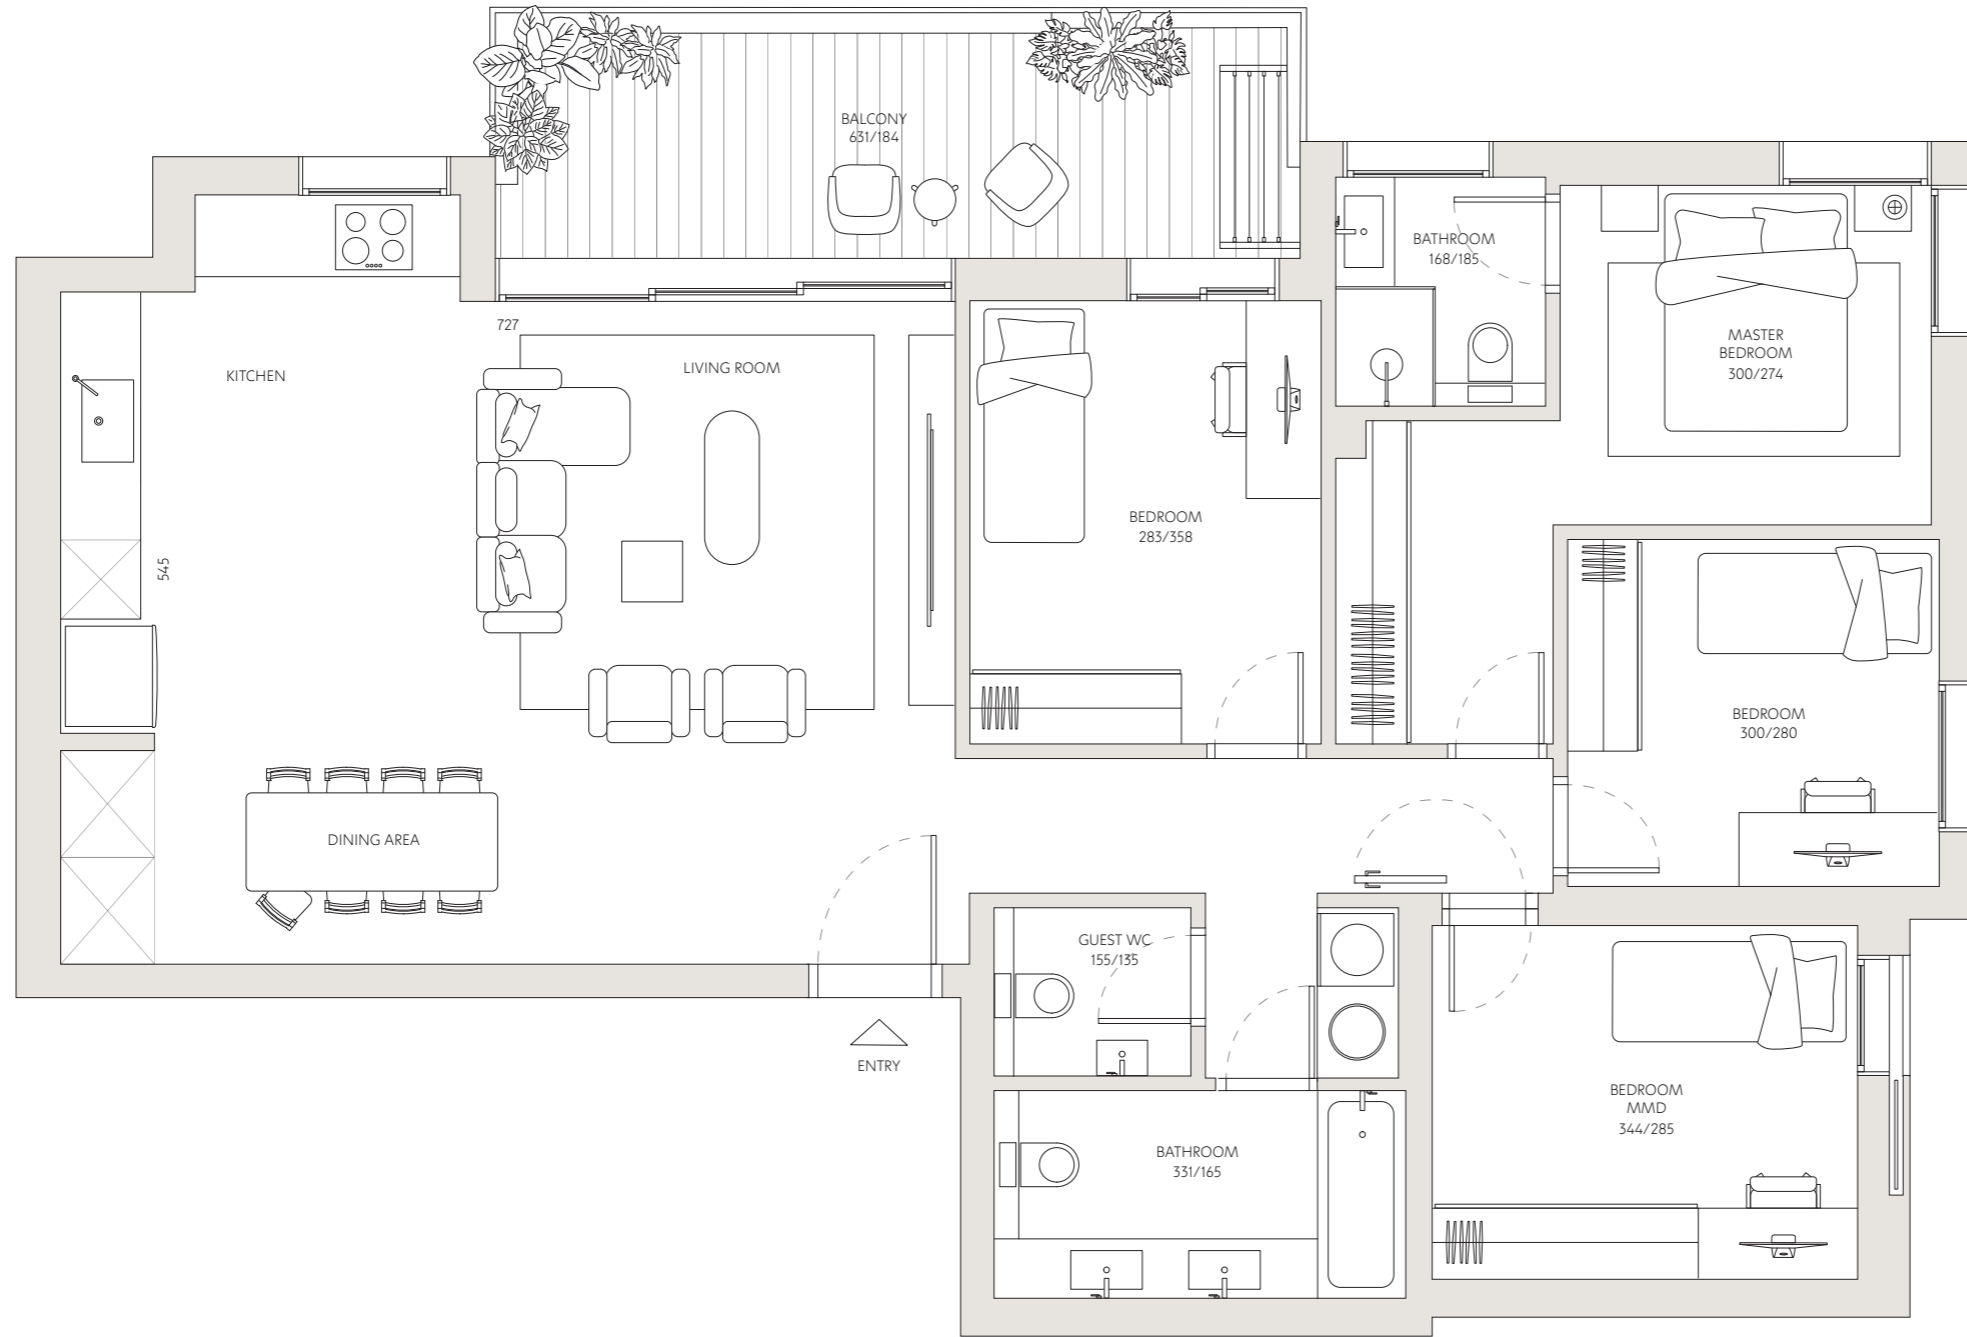 BALCONY
631/184
BATHROOM
168/185
727
KITCHEN
LIVING ROOM
MASTER
BEDROOM
300/274
BEDROOM
283/358
545
BEDROOM
300/280
DINING AREA
GUEST WC
155/135
ENTRY
BEDROOM
MMD
344/285
BATHROOM
331/165